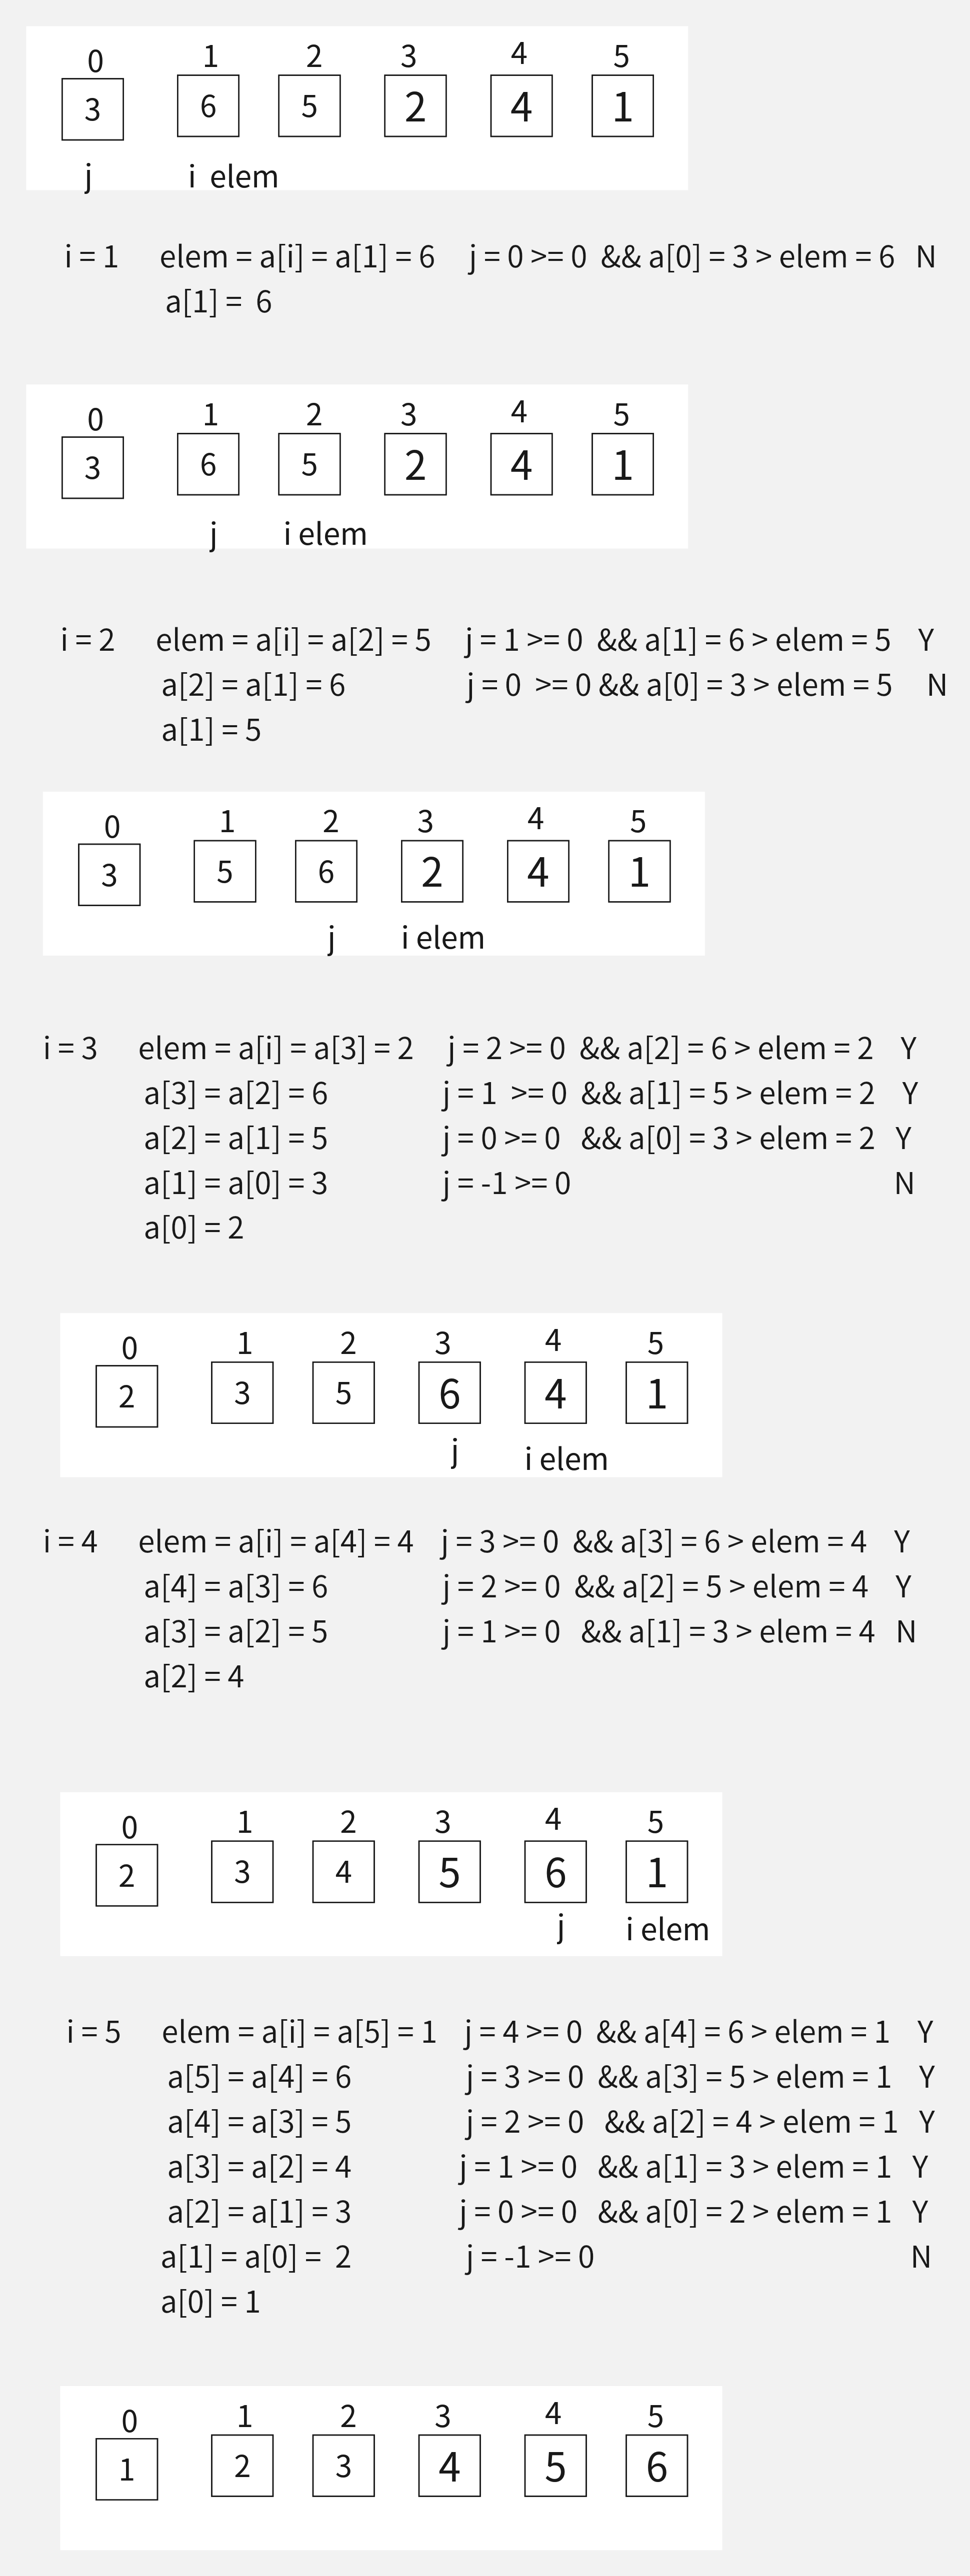 0 1 2 3 4 5
3 6 5 2 4 1
j i elem
i = 1 elem = a[i] = a[1] = 6 j = 0 >= 0 && a[0] = 3 > elem = 6 N
a[1] = 6
0 1 2 3 4 5
3 6 5 2 4 1
j i elem
i = 2 elem = a[i] = a[2] = 5 j = 1 >= 0 && a[1] = 6 > elem = 5 Y
a[2] = a[1] = 6 j = 0 >= 0 && a[0] = 3 > elem = 5 N
a[1] = 5
0 1 2 3 4 5
3 5 6 2 4 1
j i elem
i = 3 elem = a[i] = a[3] = 2 j = 2 >= 0 && a[2] = 6 > elem = 2 Y
a[3] = a[2] = 6 j = 1 >= 0 && a[1] = 5 > elem = 2 Y
a[2] = a[1] = 5 j = 0 >= 0 && a[0] = 3 > elem = 2 Y
a[1] = a[0] = 3 j = -1 >= 0 N
a[0] = 2
0 1 2 3 4 5
2 3 5 6 4 1
j i elem
i = 4 elem = a[i] = a[4] = 4 j = 3 >= 0 && a[3] = 6 > elem = 4 Y
a[4] = a[3] = 6 j = 2 >= 0 && a[2] = 5 > elem = 4 Y
a[3] = a[2] = 5 j = 1 >= 0 && a[1] = 3 > elem = 4 N
a[2] = 4
0 1 2 3 4 5
2 3 4 5 6 1
j i elem
i = 5 elem = a[i] = a[5] = 1 j = 4 >= 0 && a[4] = 6 > elem = 1 Y
a[5] = a[4] = 6 j = 3 >= 0 && a[3] = 5 > elem = 1 Y
a[4] = a[3] = 5 j = 2 >= 0 && a[2] = 4 > elem = 1 Y
a[3] = a[2] = 4 j = 1 >= 0 && a[1] = 3 > elem = 1 Y
a[2] = a[1] = 3 j = 0 >= 0 && a[0] = 2 > elem = 1 Y
a[1] = a[0] = 2 j = -1 >= 0 N
a[0] = 1
0 1 2 3 4 5
1 2 3 4 5 6